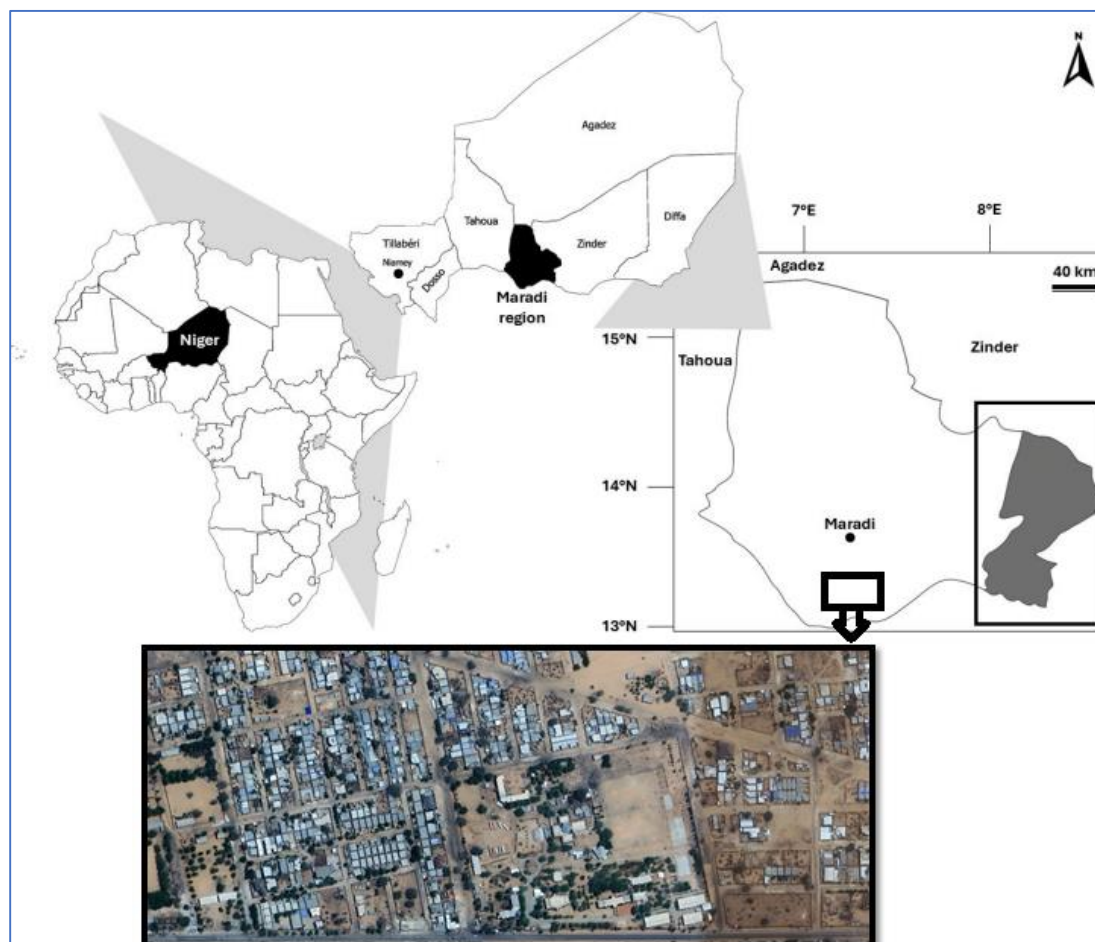 N
Agadez
Tahoua
Diffa
Zinder
Tillabéri
Niamey
Dosso
Maradi
region
Niger
7°E
8°E
Agadez
40 km
15°N
Tahoua
Zinder
14°N
Maradi
13°N